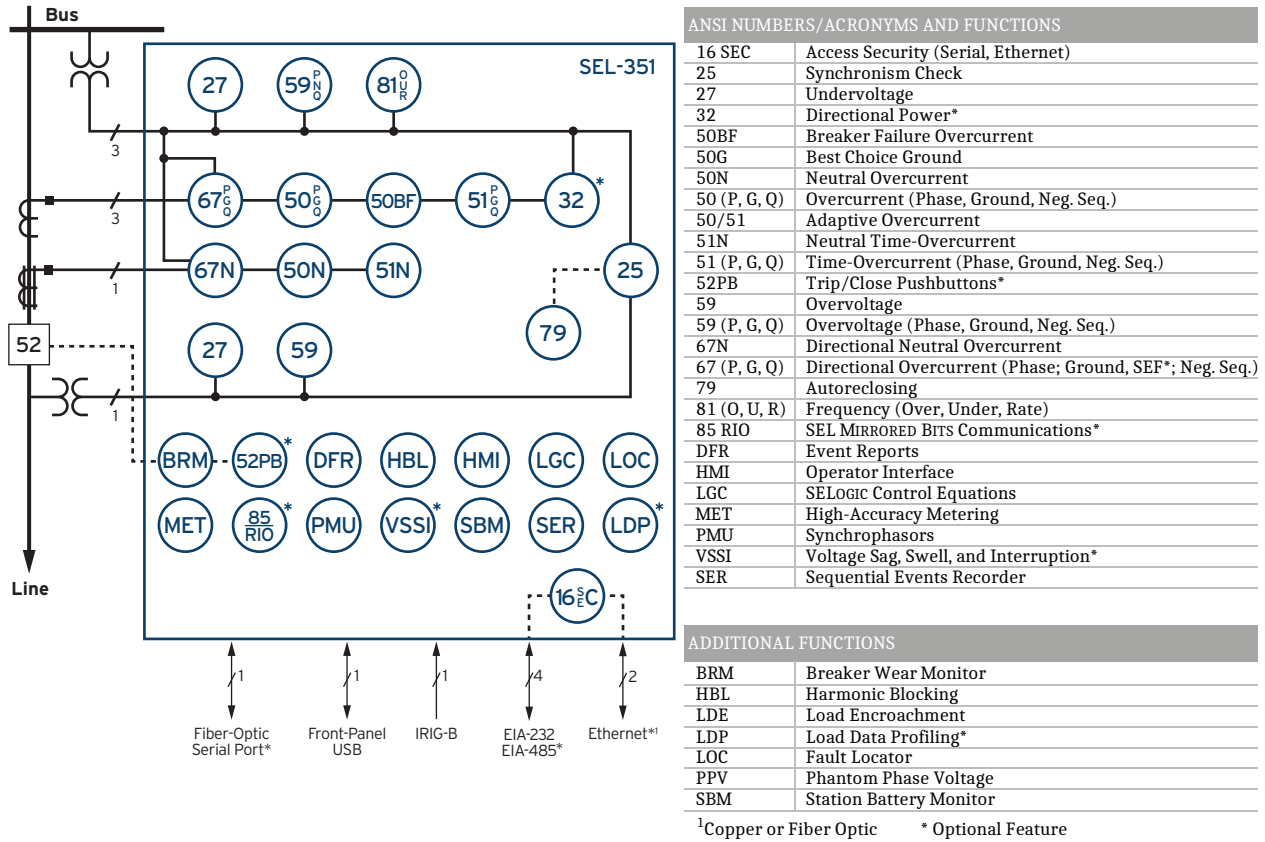 Bus
SEL-351
27
59 P N Q
81 O U R
3
67 P G Q
50 P G Q
50BF
51 P G Q
32 *
3
67N
50N
51N
25
1
79
52
27
59
1
BRM
52PB *
DFR
HBL
HMI
LGC
LOC
MET
85 RIO *
PMU
VSSI *
SBM
SER
LDP *
Line
16 S E C
1
1
1
4
2
Fiber-Optic
Serial Port*
Front-Panel
USB
IRIG-B
EIA-232
EIA-485*
Ethernet*1
ANSI NUMBERS/ACRONYMS AND FUNCTIONS
16 SEC Access Security (Serial, Ethernet)
25 Synchronism Check
27 Undervoltage
32 Directional Power*
50BF Breaker Failure Overcurrent
50G Best Choice Ground
50N Neutral Overcurrent
50 (P, G, Q) Overcurrent (Phase, Ground, Neg. Seq.)
50/51 Adaptive Overcurrent
51N Neutral Time-Overcurrent
51 (P, G, Q) Time-Overcurrent (Phase, Ground, Neg. Seq.)
52PB Trip/Close Pushbuttons*
59 Overvoltage
59 (P, G, Q) Overvoltage (Phase, Ground, Neg. Seq.)
67N Directional Neutral Overcurrent
67 (P, G, Q) Directional Overcurrent (Phase; Ground, SEF*; Neg. Seq.)
79 Autoreclosing
81 (O, U, R) Frequency (Over, Under, Rate)
85 RIO SEL MIRRORED BITS Communications*
DFR Event Reports
HMI Operator Interface
LGC SELOGIC Control Equations
MET High-Accuracy Metering
PMU Synchrophasors
VSSI Voltage Sag, Swell, and Interruption*
SER Sequential Events Recorder
ADDITIONAL FUNCTIONS
BRM Breaker Wear Monitor
HBL Harmonic Blocking
LDE Load Encroachment
LDP Load Data Profiling*
LOC Fault Locator
PPV Phantom Phase Voltage
SBM Station Battery Monitor
1Copper or Fiber Optic * Optional Feature